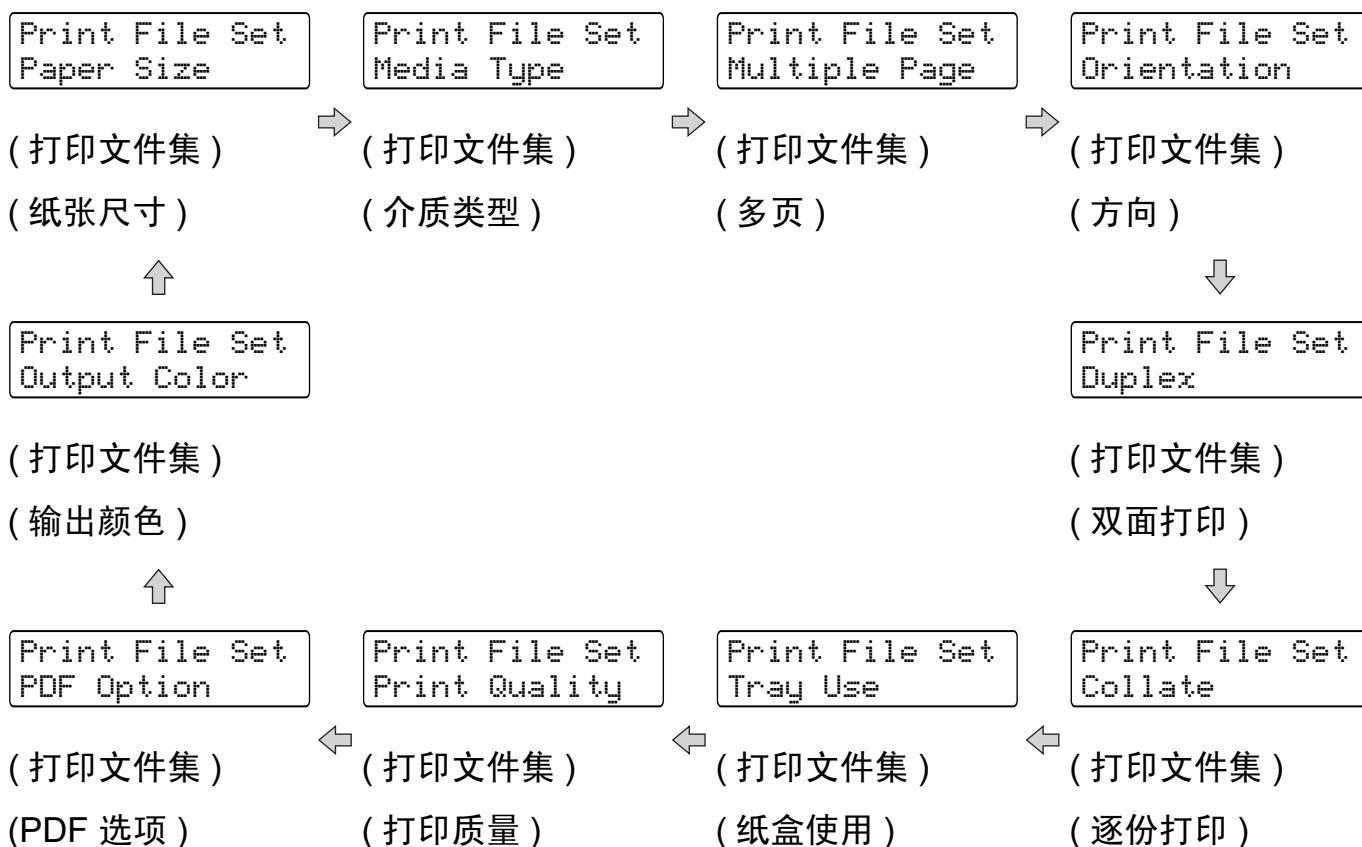 Print File Set
Paper Size
( 打印文件集 )
( 纸张尺寸 )
Print File Set
Media Type
( 打印文件集 )
( 介质类型 )
Print File Set
Multiple Page
( 打印文件集 )
( 多页 )
Print File Set
Orientation
( 打印文件集 )
( 方向 )
Print File Set
Output Color
( 打印文件集 )
( 输出颜色 )
Print File Set
Duplex
( 打印文件集 )
( 双面打印 )
Print File Set
PDF Option
( 打印文件集 )
(PDF 选项 )
Print File Set
Print Quality
( 打印文件集 )
( 打印质量 )
Print File Set
Tray Use
( 打印文件集 )
( 纸盒使用 )
Print File Set
Collate
( 打印文件集 )
( 逐份打印 )